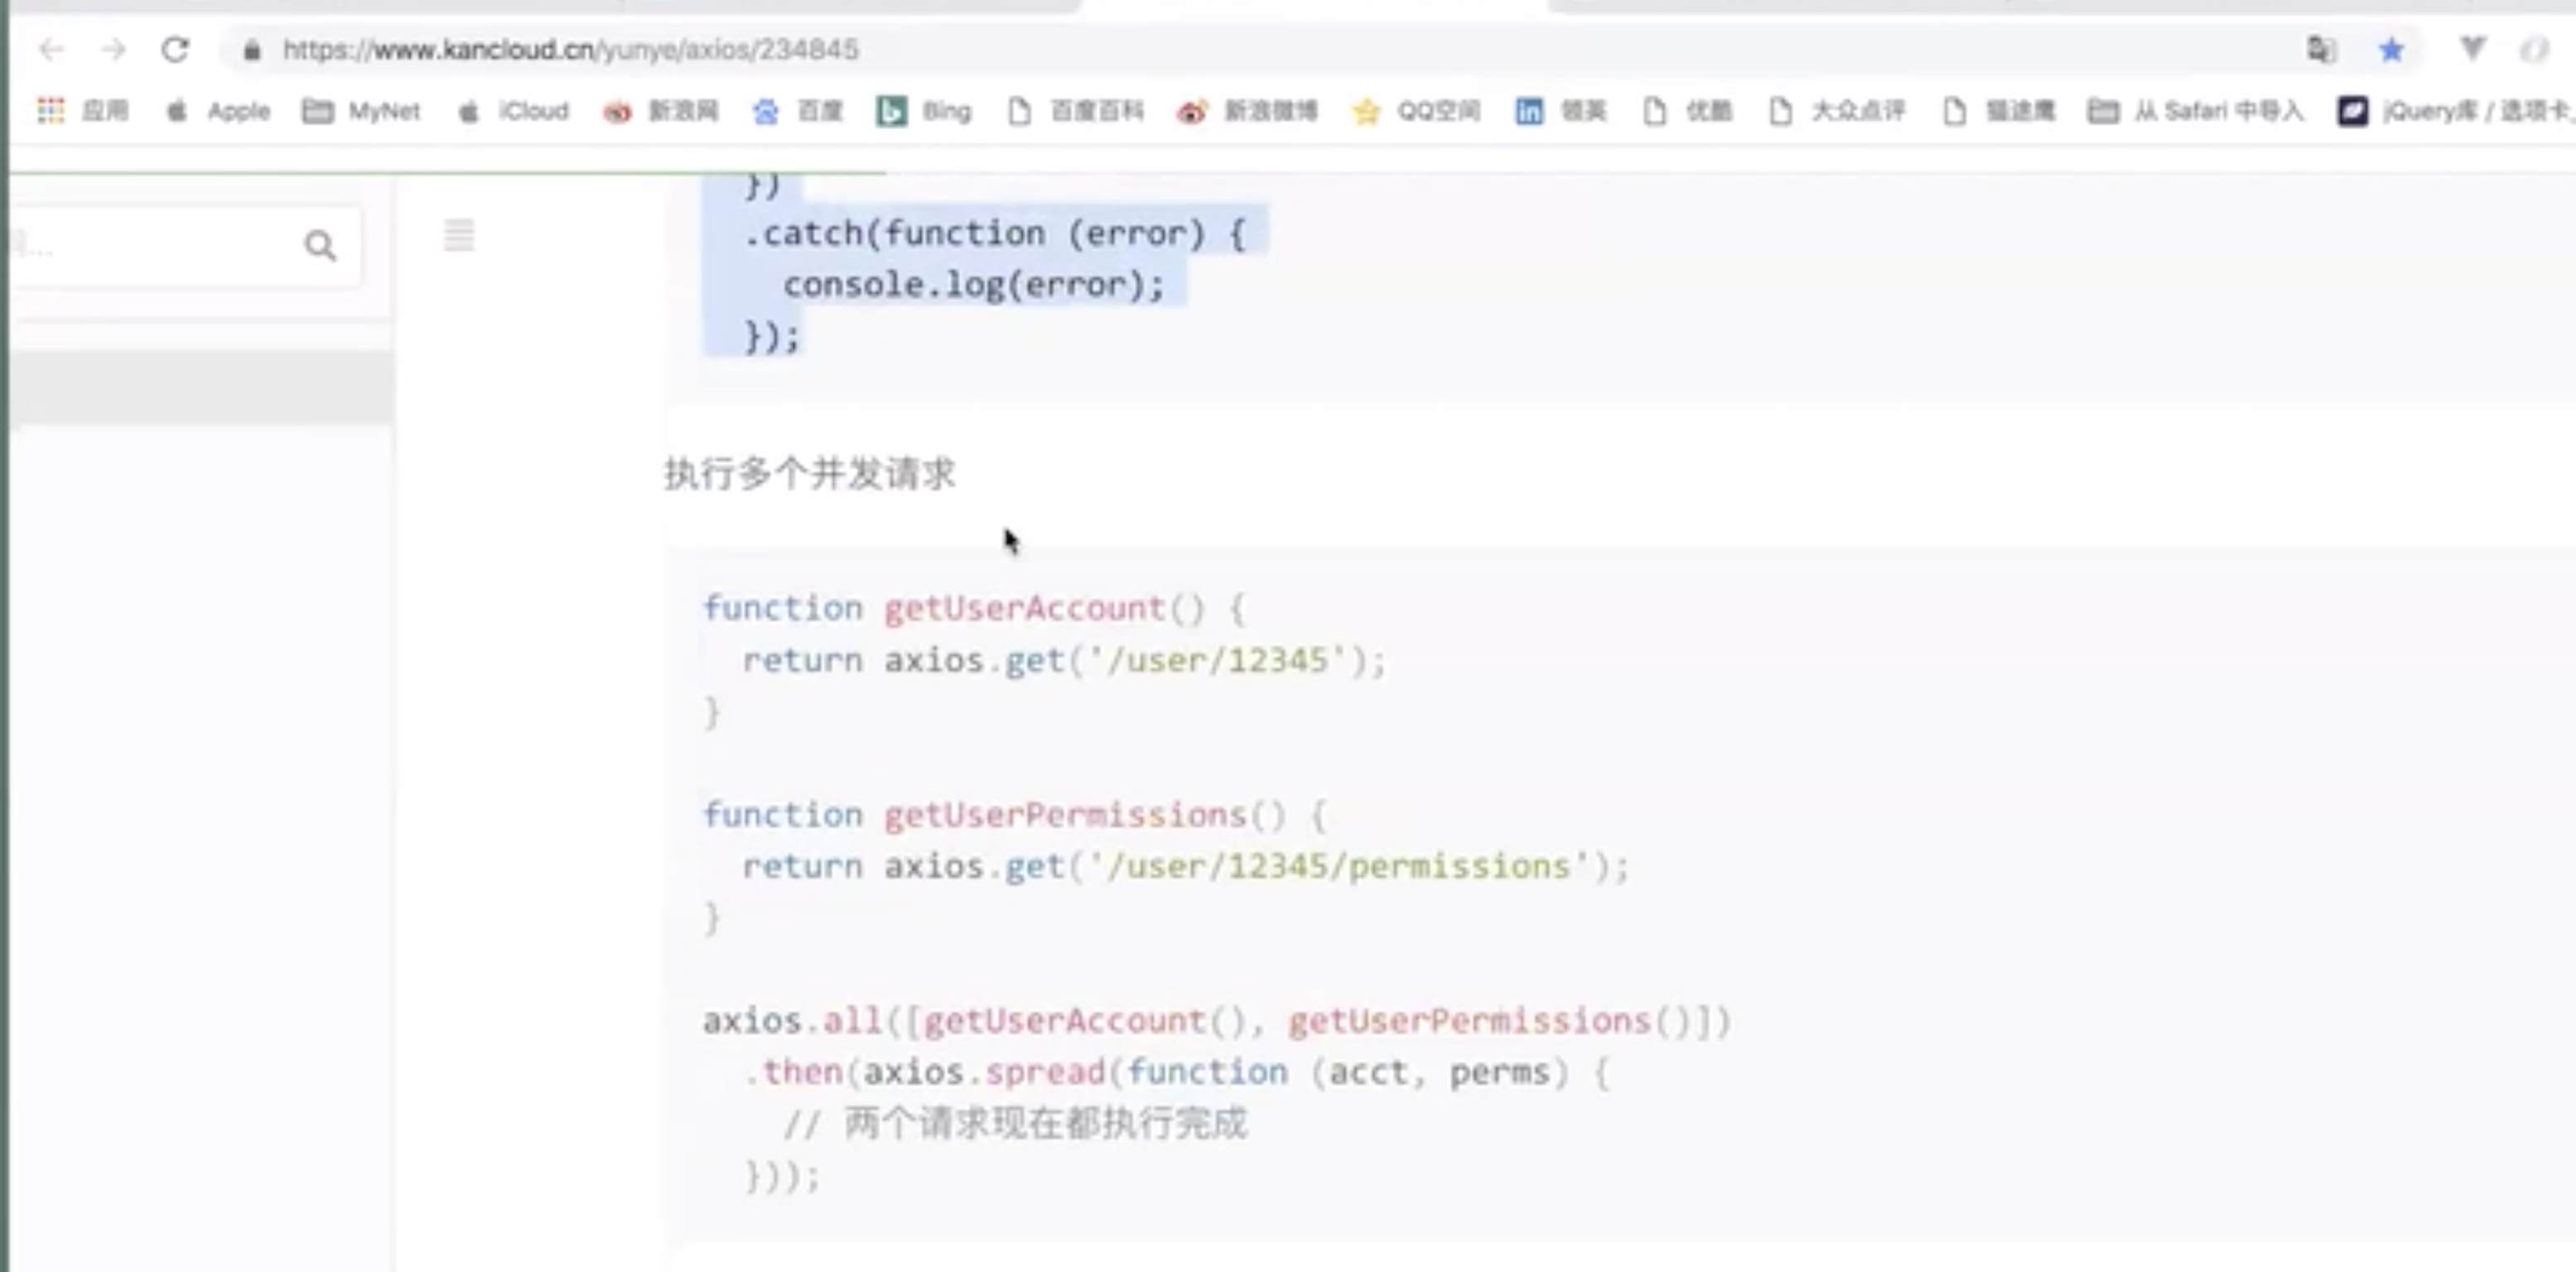 https://www.kancloud.cn/yunye/axios/234845
应用 Apple MyNet iCloud 新浪网 百度 Bing 百度百科 新浪微博 QQ空间 领英 优酷 大众点评 猫途鹰 从 Safari 中导入 jQuery库 / 选项卡
})
.catch(function (error) {
console.log(error);
});
执行多个并发请求
function getUserAccount() {
return axios.get('/user/12345');
}
function getUserPermissions() {
return axios.get('/user/12345/permissions');
}
axios.all([getUserAccount(), getUserPermissions()])
.then(axios.spread(function (acct, perms) {
// 两个请求现在都执行完成
}));